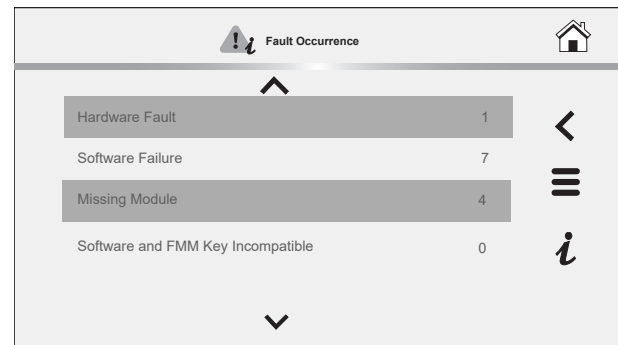 Fault Occurrence
Hardware Fault 1
Software Failure 7
Missing Module 4
Software and FMM Key Incompatible 0